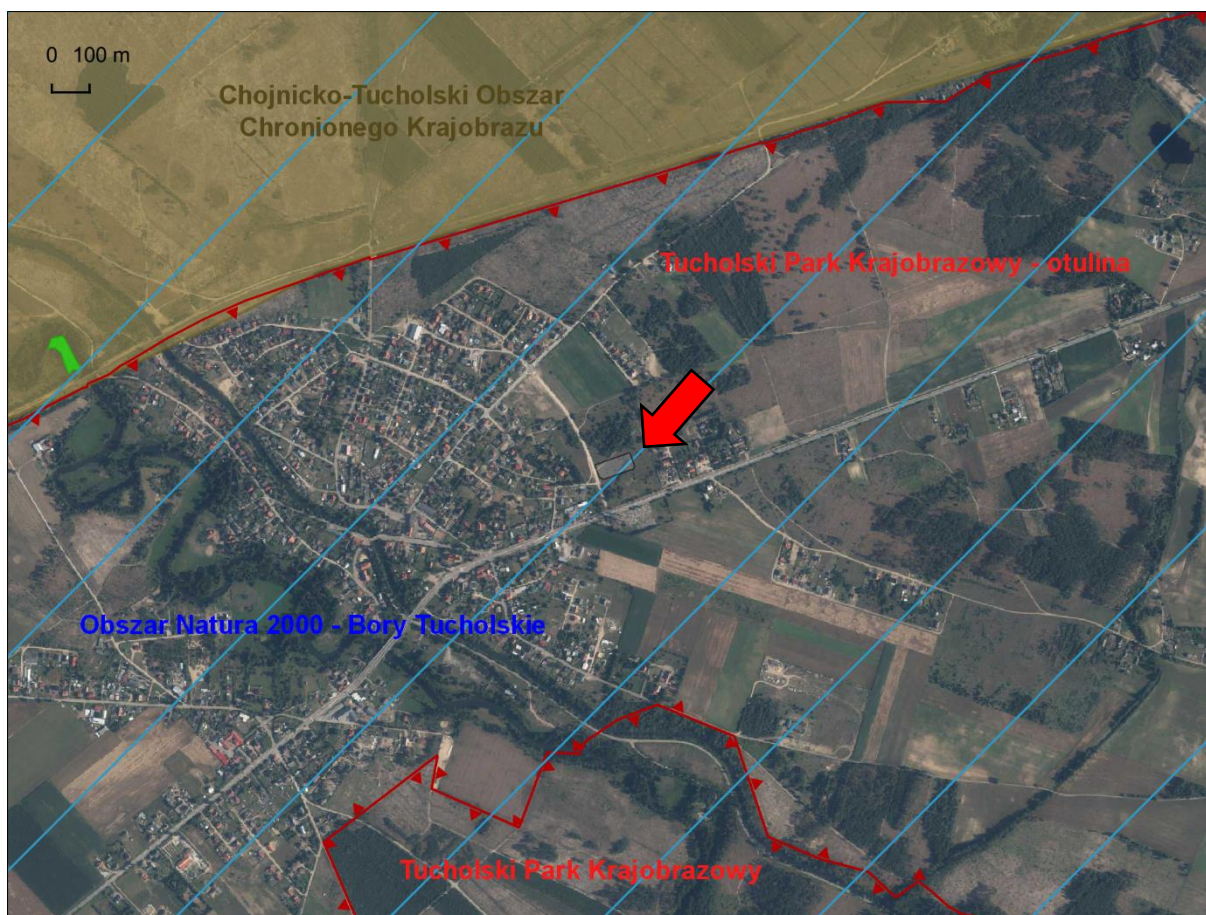 0 100 m
Chojnicko-Tucholski Obszar
Chronionego Krajobrazu
Tucholski Park Krajobrazowy - otulina
Obszar Natura 2000 - Bory Tucholskie
Tucholski Park Krajobrazowy